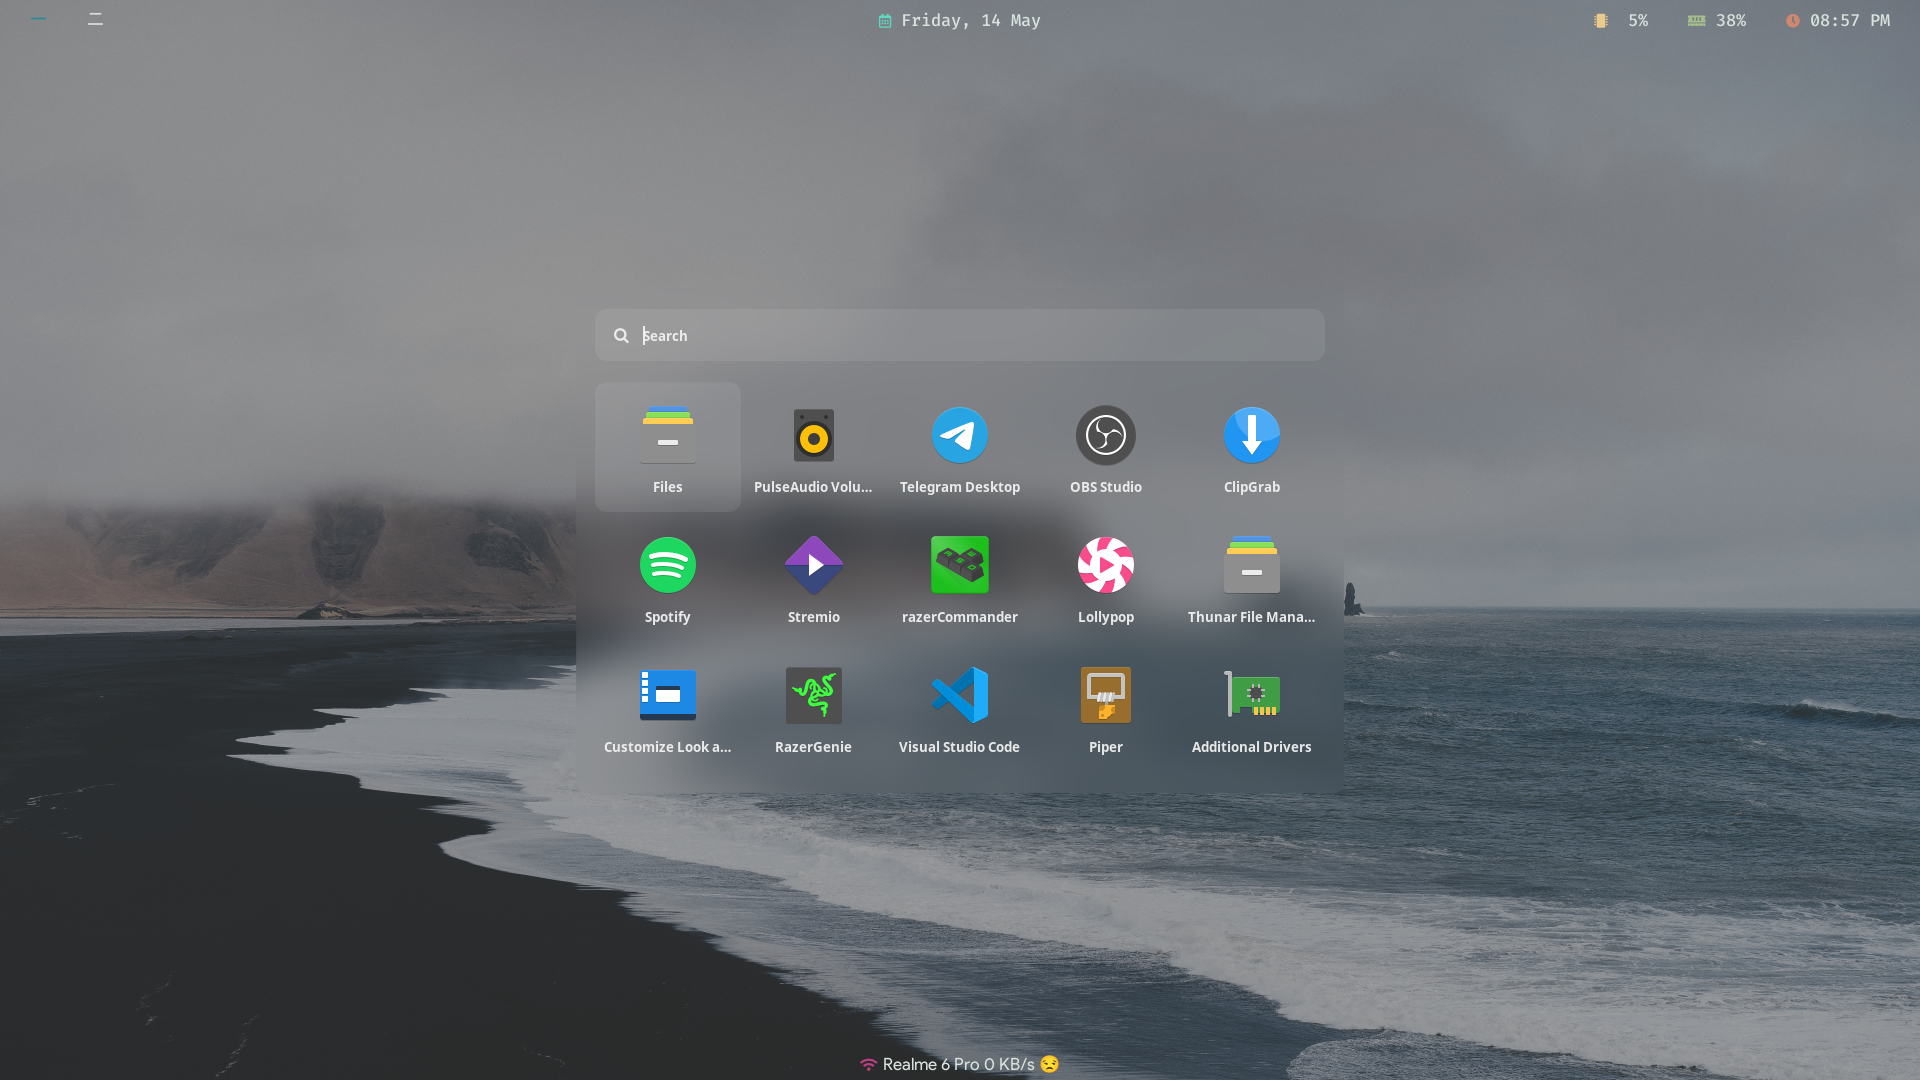 一
二
Friday, 14 May
5%
38%
08:57 PM
Search
Files
PulseAudio Volu...
Telegram Desktop
OBS Studio
ClipGrab
Spotify
Stremio
razerCommander
Lollypop
Thunar File Mana...
Customize Look a...
RazerGenie
Visual Studio Code
Piper
Additional Drivers
Realme 6 Pro 0 KB/s 😒